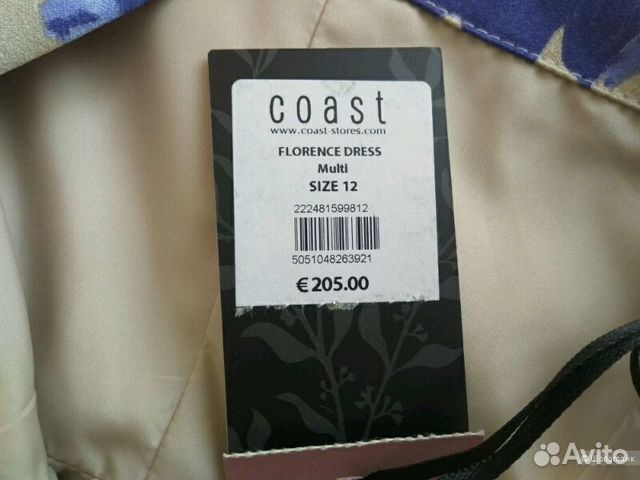 coast
www.coast-stores.com
FLORENCE DRESS
Multi
SIZE 12
222481599812
5051048263921
€205.00
Avito